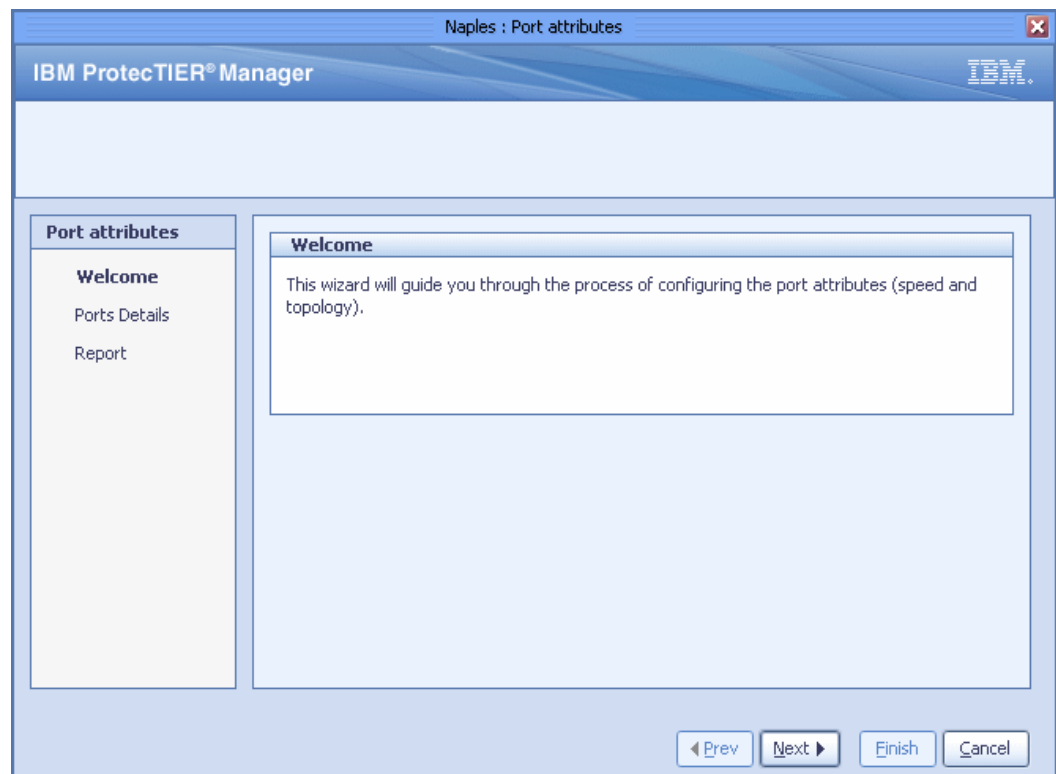 Naples : Port attributes
IBM ProtecTIER® Manager
IBM.
Port attributes
Welcome
Ports Details
Report
Welcome
This wizard will guide you through the process of configuring the port attributes (speed and
topology).
Prev
Next
Finish
Cancel